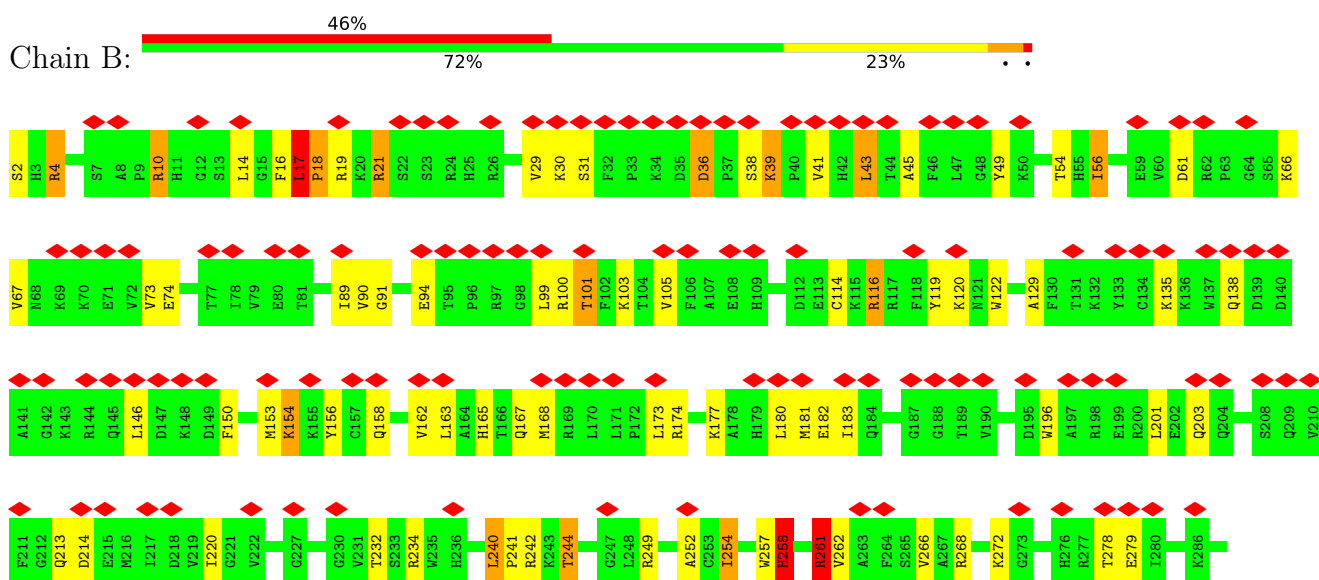 46%
Chain B:
72% 23% • •
S2 H3 R4 S7 A8 P9 R10 H11 G12 S13 L14 G15 F16 L17 P18 R19 K20 R21 S22 S23 R24 H25 R26 V29 K30 S31 F32 P33 K34 D35 D36 P37 S38 K39 P40 V41 H42 L43 T44 A45 F46 L47 G48 Y49 K50 T54 H55 I56 E59 V60 D61 R62 P63 G64 S65 K66
V67 N68 K69 K70 E71 V72 V73 E74 T77 I78 V79 E80 T81 I89 V90 G91 E94 T95 P96 R97 G98 L99 R100 T101 F102 K103 T104 V105 F106 A107 E108 H109 D112 E113 C114 K115 R116 R117 F118 Y119 K120 N121 W122 A129 F130 T131 K132 Y133 C134 K135 K136 W137 Q138 D139 D140
A141 G142 K143 R144 Q145 L146 D147 K148 D149 F150 M153 K154 K155 Y156 C157 Q158 V162 L163 A164 H165 T166 Q167 M168 R169 L170 L171 P172 L173 R174 K177 A178 H179 L180 M181 E182 I183 Q184 G187 G188 T189 V190 D195 W196 A197 R198 E199 R200 L201 E202 Q203 Q204 S208 Q209 V210
F211 G212 Q213 D214 E215 M216 I217 D218 V219 I220 G221 V222 G227 G230 V231 T232 S233 R234 W235 H236 L240 P241 R242 K243 T244 G247 L248 R249 A252 C253 I254 W257 H258 R261 V262 A263 F264 S265 V266 A267 R268 K272 G273 H276 R277 T278 E279 I280 K286